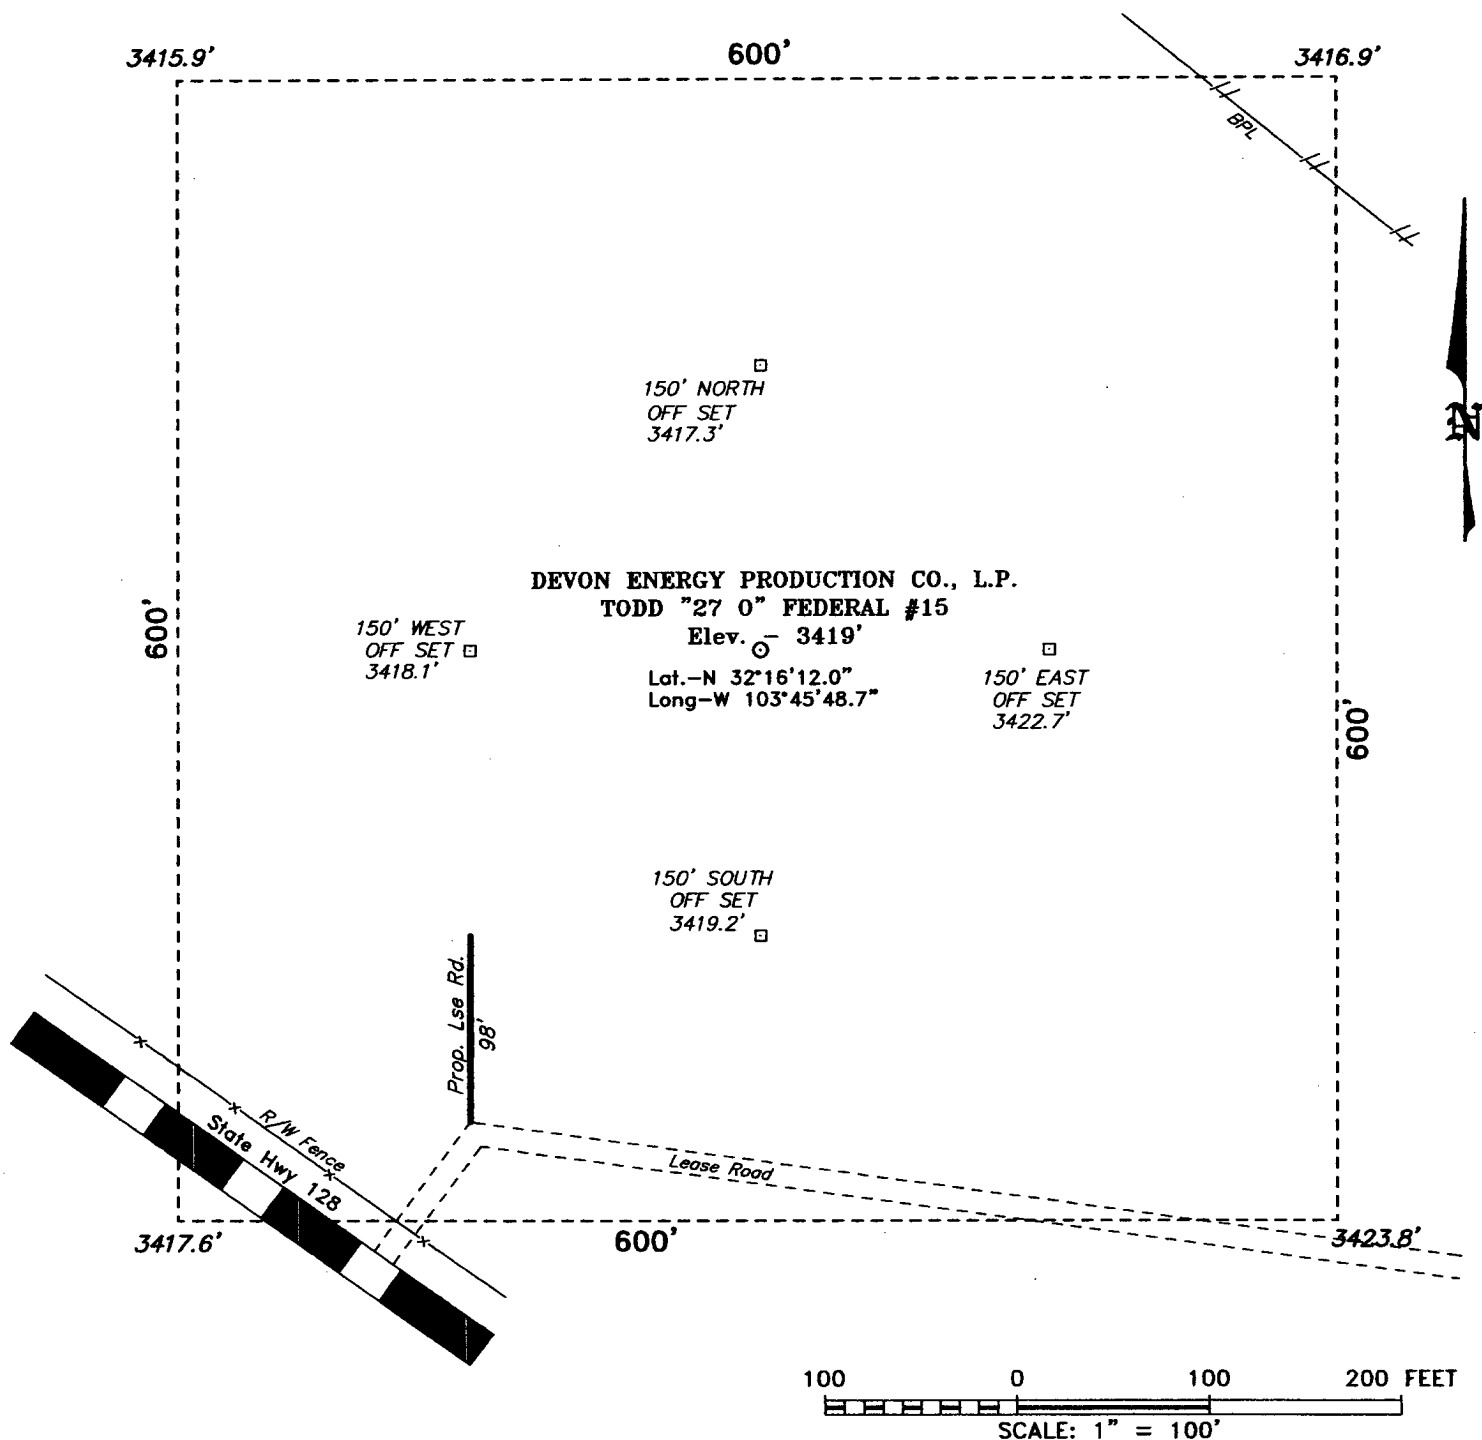 3415.9'
600'
3416.9'
BPL
N
150' NORTH
OFF SET
3417.3'
DEVON ENERGY PRODUCTION CO., L.P.
TODD "27 O" FEDERAL #15
Elev. - 3419'
Lat.-N 32°16'12.0"
Long-W 103°45'48.7"
600'
150' WEST
OFF SET
3418.1'
150' EAST
OFF SET
3422.7'
600'
150' SOUTH
OFF SET
3419.2'
Prop. Lse Rd.
98'
R/W Fence
State Hwy 128
Lease Road
3417.6'
600'
3423.8'
100 0 100 200 FEET
SCALE: 1" = 100'